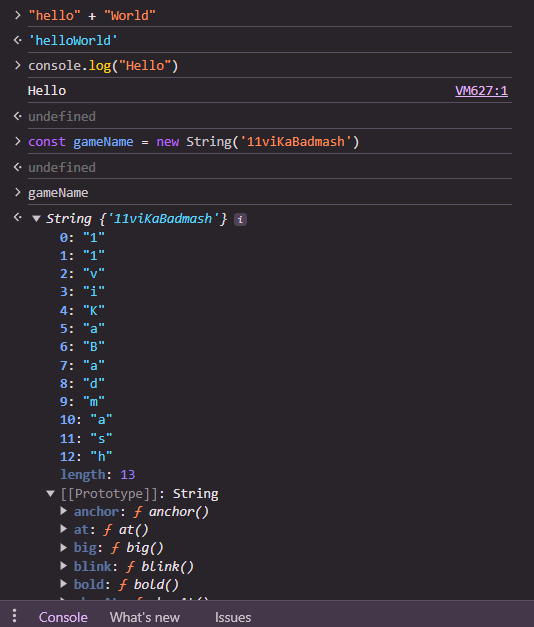 > "hello" + "World"
'helloWorld'
> console.log("Hello")
Hello VM627:1
undefined
> const gameName = new String('11viKaBadmash')
undefined
> gameName
String {'11viKaBadmash'} i
0: "1"
1: "1"
2: "v"
3: "i"
4: "K"
5: "a"
6: "B"
7: "a"
8: "d"
9: "m"
10: "a"
11: "s"
12: "h"
length: 13
[[Prototype]]: String
anchor: ƒ anchor()
at: ƒ at()
big: ƒ big()
blink: ƒ blink()
bold: ƒ bold()
Console What's new Issues